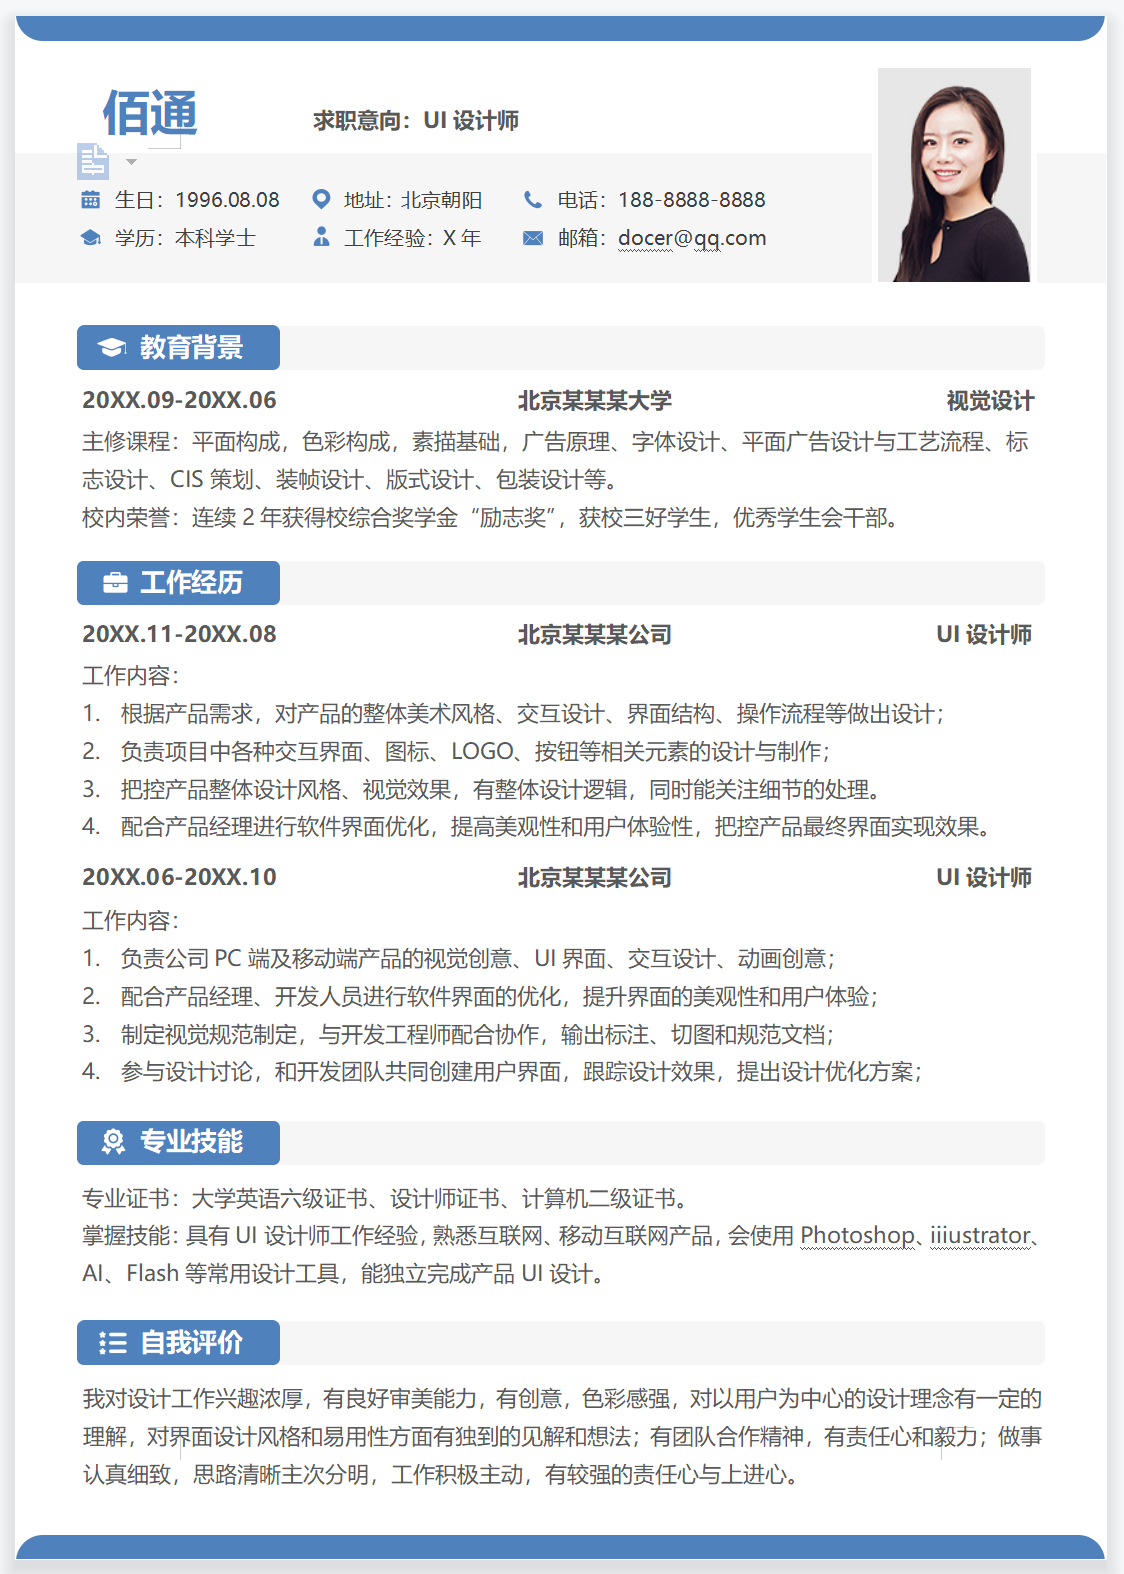 佰通
求职意向：UI 设计师
生日：1996.08.08 地址：北京朝阳 电话：188-8888-8888
学历：本科学士 工作经验：X 年 邮箱：docer@qq.com
教育背景
20XX.09-20XX.06 北京某某某大学 视觉设计
主修课程：平面构成，色彩构成，素描基础，广告原理、字体设计、平面广告设计与工艺流程、标
志设计、CIS 策划、装帧设计、版式设计、包装设计等。
校内荣誉：连续 2 年获得校综合奖学金“励志奖”，获校三好学生，优秀学生会干部。
工作经历
20XX.11-20XX.08 北京某某某公司 UI 设计师
工作内容：
1. 根据产品需求，对产品的整体美术风格、交互设计、界面结构、操作流程等做出设计；
2. 负责项目中各种交互界面、图标、LOGO、按钮等相关元素的设计与制作；
3. 把控产品整体设计风格、视觉效果，有整体设计逻辑，同时能关注细节的处理。
4. 配合产品经理进行软件界面优化，提高美观性和用户体验性，把控产品最终界面实现效果。
20XX.06-20XX.10 北京某某某公司 UI 设计师
工作内容：
1. 负责公司 PC 端及移动端产品的视觉创意、UI 界面、交互设计、动画创意；
2. 配合产品经理、开发人员进行软件界面的优化，提升界面的美观性和用户体验；
3. 制定视觉规范制定，与开发工程师配合协作，输出标注、切图和规范文档；
4. 参与设计讨论，和开发团队共同创建用户界面，跟踪设计效果，提出设计优化方案；
专业技能
专业证书：大学英语六级证书、设计师证书、计算机二级证书。
掌握技能：具有 UI 设计师工作经验，熟悉互联网、移动互联网产品，会使用 Photoshop、iiiustrator、
AI、Flash 等常用设计工具，能独立完成产品 UI 设计。
自我评价
我对设计工作兴趣浓厚，有良好审美能力，有创意，色彩感强，对以用户为中心的设计理念有一定的
理解，对界面设计风格和易用性方面有独到的见解和想法；有团队合作精神，有责任心和毅力；做事
认真细致，思路清晰主次分明，工作积极主动，有较强的责任心与上进心。